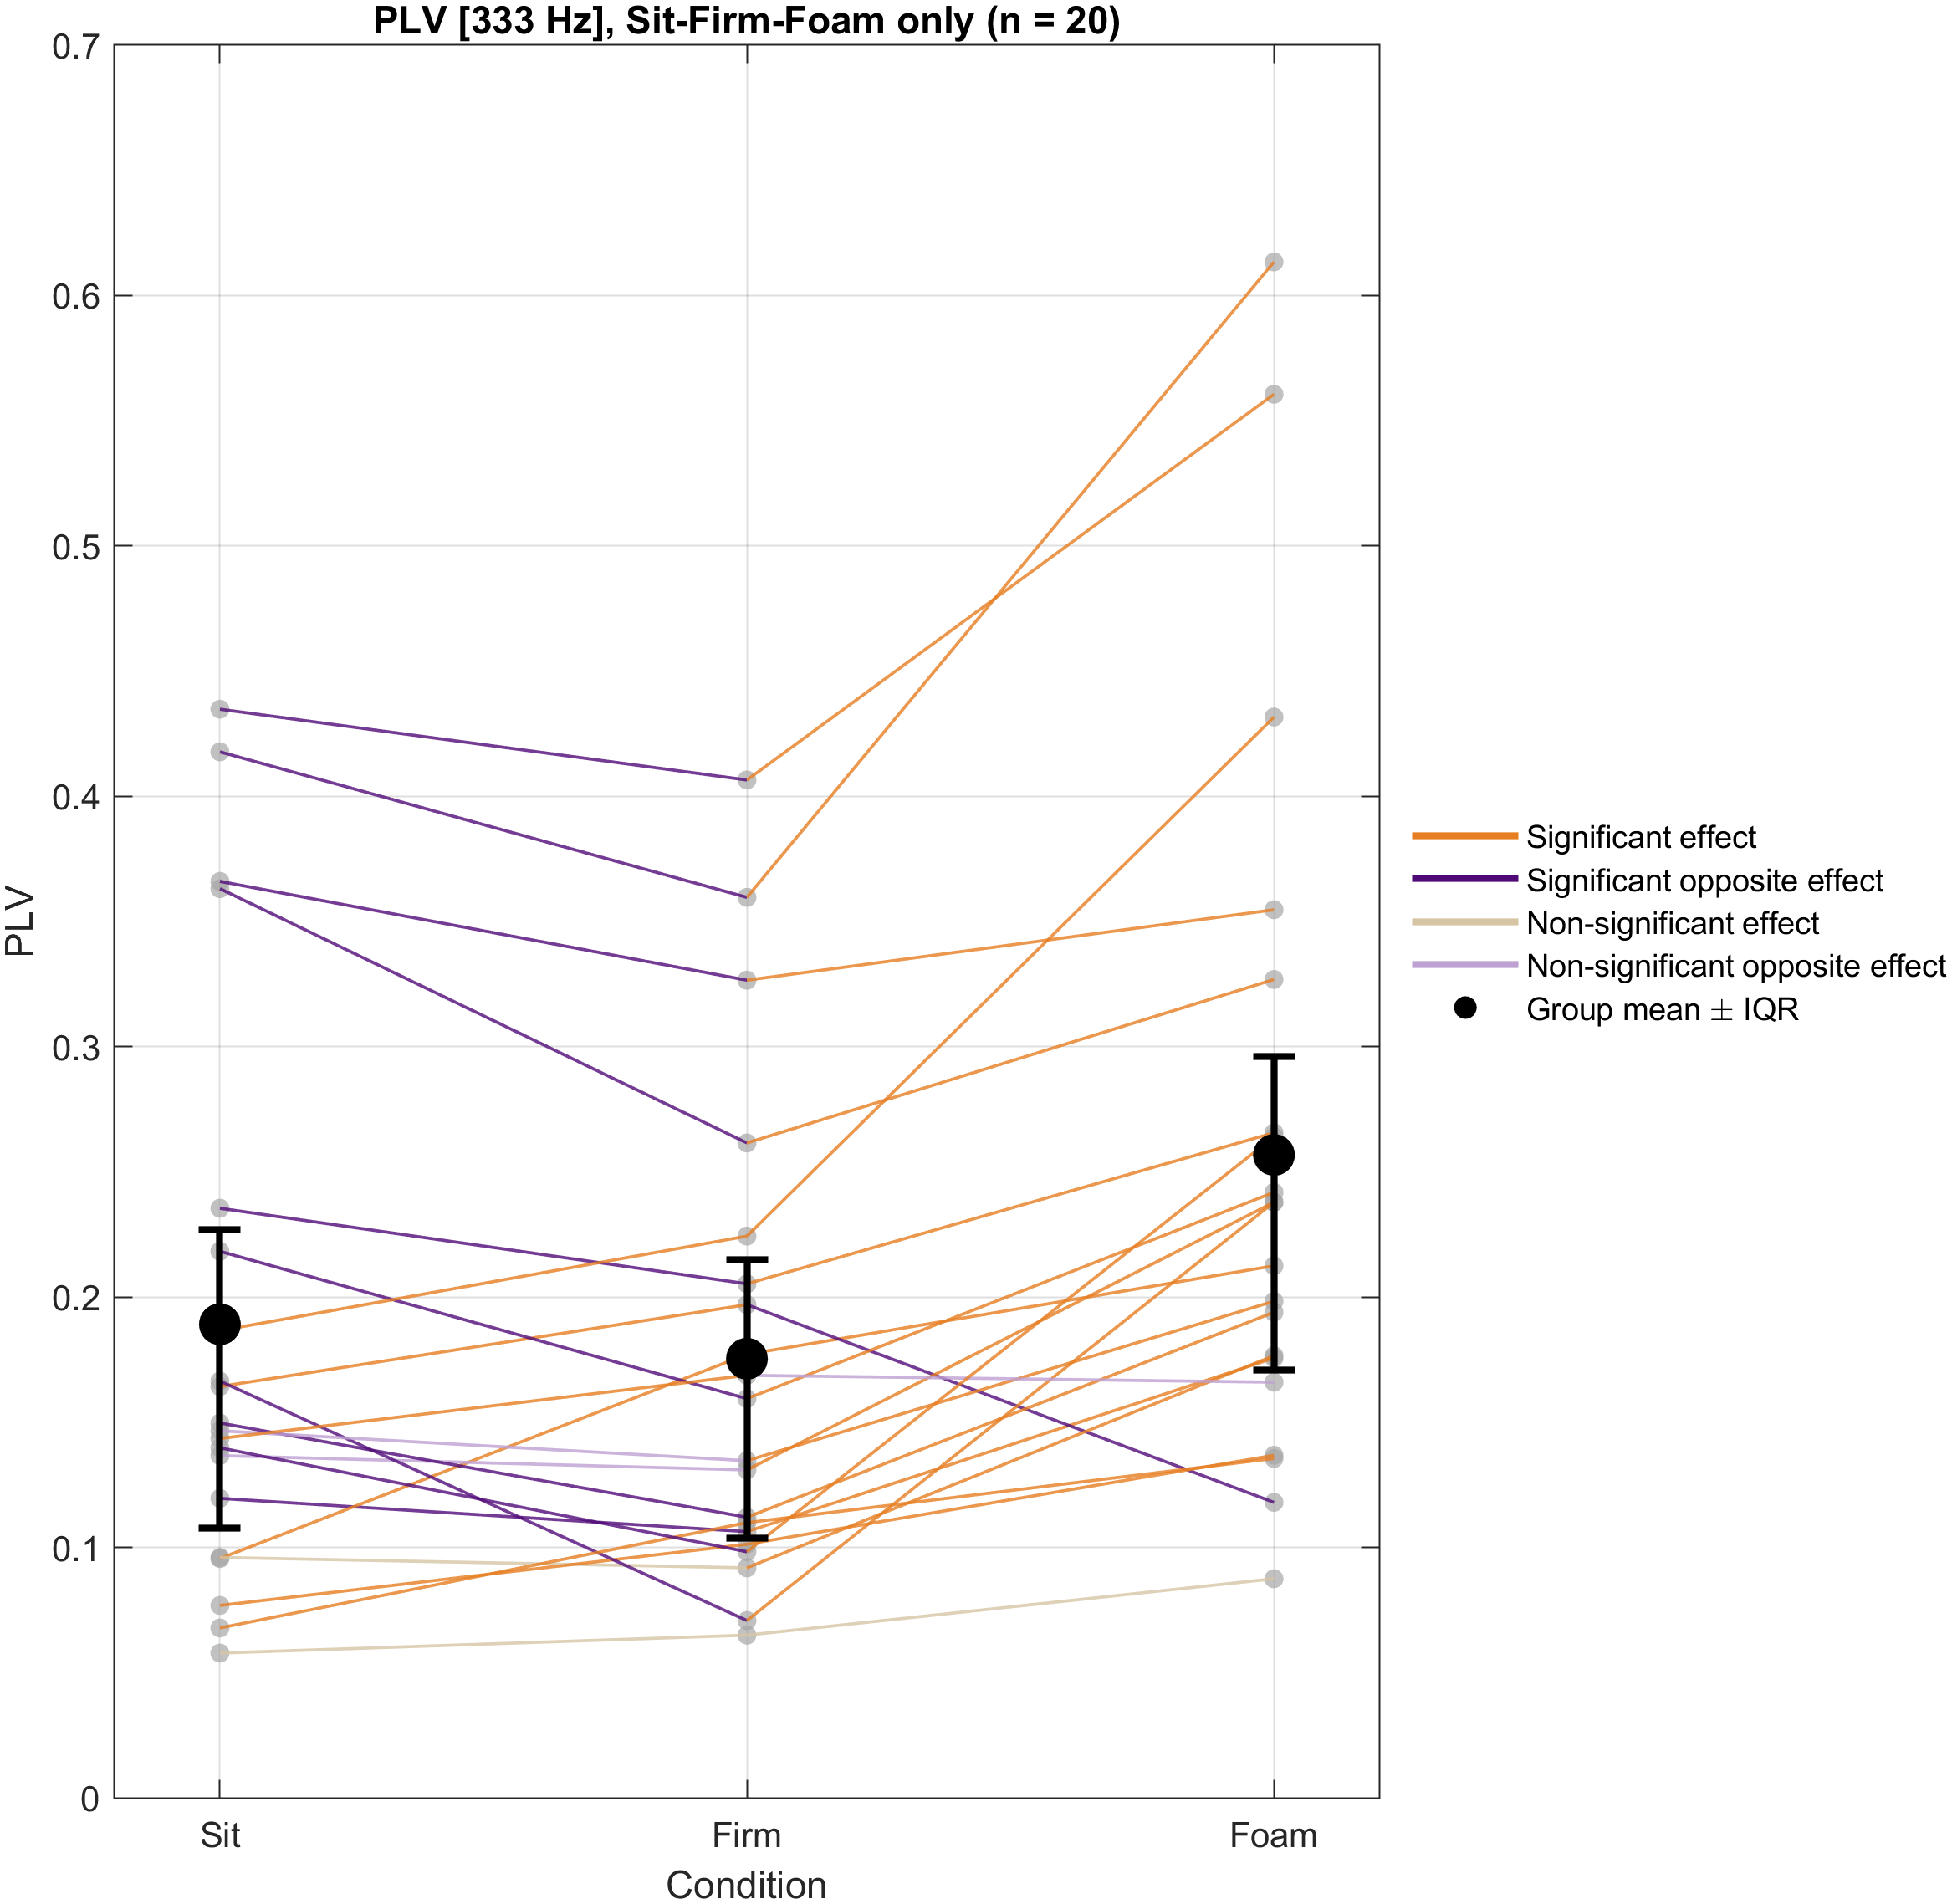 PLV [333 Hz], Sit-Firm-Foam only (n = 20)
0.7
0.6
0.5
0.4
0.3
0.2
0.1
0
PLV
Sit
Firm
Foam
Condition
Significant effect
Significant opposite effect
Non-significant effect
Non-significant opposite effect
Group mean ± IQR